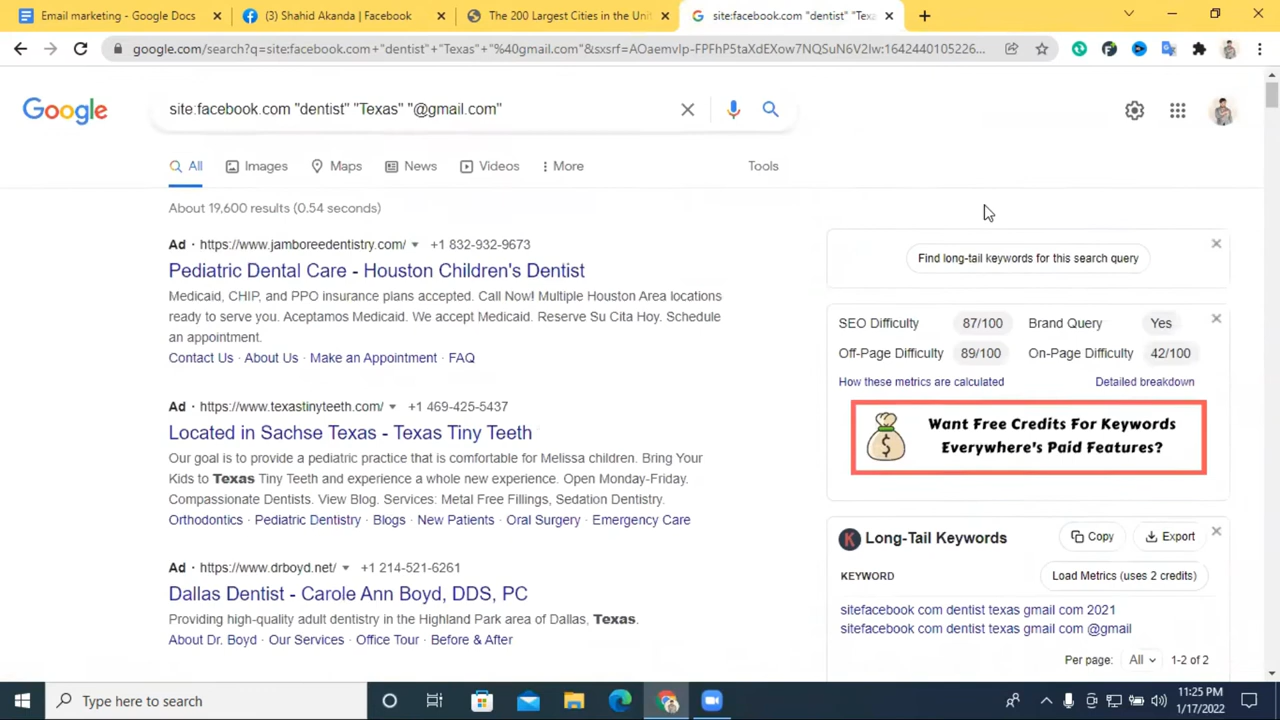 Email marketing - Google Docs
(3) Shahid Akanda | Facebook
The 200 Largest Cities in the Unit
site:facebook.com "dentist" "Tex
google.com/search?q=site:facebook.com+"dentist"+"Texas"+"%40gmail.com"&sxsrf=AOaemvIp-FPFhP5taXdEXow7NQSuN6V2Iw:1642440105226...
Google
site:facebook.com "dentist" "Texas" "@gmail.com"
All
Images
Maps
News
Videos
More
Tools
About 19,600 results (0.54 seconds)
Ad · https://www.jamboreedentistry.com/ +1 832-932-9673
Pediatric Dental Care - Houston Children's Dentist
Medicaid, CHIP, and PPO insurance plans accepted. Call Now! Multiple Houston Area locations
ready to serve you. Aceptamos Medicaid. We accept Medicaid. Reserve Su Cita Hoy. Schedule
an appointment.
Contact Us · About Us · Make an Appointment · FAQ
Ad · https://www.texastinyteeth.com/ +1 469-425-5437
Located in Sachse Texas - Texas Tiny Teeth
Our goal is to provide a pediatric practice that is comfortable for Melissa children. Bring Your
Kids to Texas Tiny Teeth and experience a whole new experience. Open Monday-Friday.
Compassionate Dentists. View Blog. Services: Metal Free Fillings, Sedation Dentistry.
Orthodontics · Pediatric Dentistry · Blogs · New Patients · Oral Surgery · Emergency Care
Ad · https://www.drboyd.net/ +1 214-521-6261
Dallas Dentist - Carole Ann Boyd, DDS, PC
Providing high-quality adult dentistry in the Highland Park area of Dallas, Texas.
About Dr. Boyd · Our Services · Office Tour · Before & After
Find long-tail keywords for this search query
SEO Difficulty 87/100 Brand Query Yes
Off-Page Difficulty 89/100 On-Page Difficulty 42/100
How these metrics are calculated Detailed breakdown
Want Free Credits For Keywords
Everywhere's Paid Features?
K Long-Tail Keywords Copy Export
KEYWORD Load Metrics (uses 2 credits)
sitefacebook com dentist texas gmail com 2021
sitefacebook com dentist texas gmail com @gmail
Per page: All 1-2 of 2
Type here to search
11:25 PM
1/17/2022